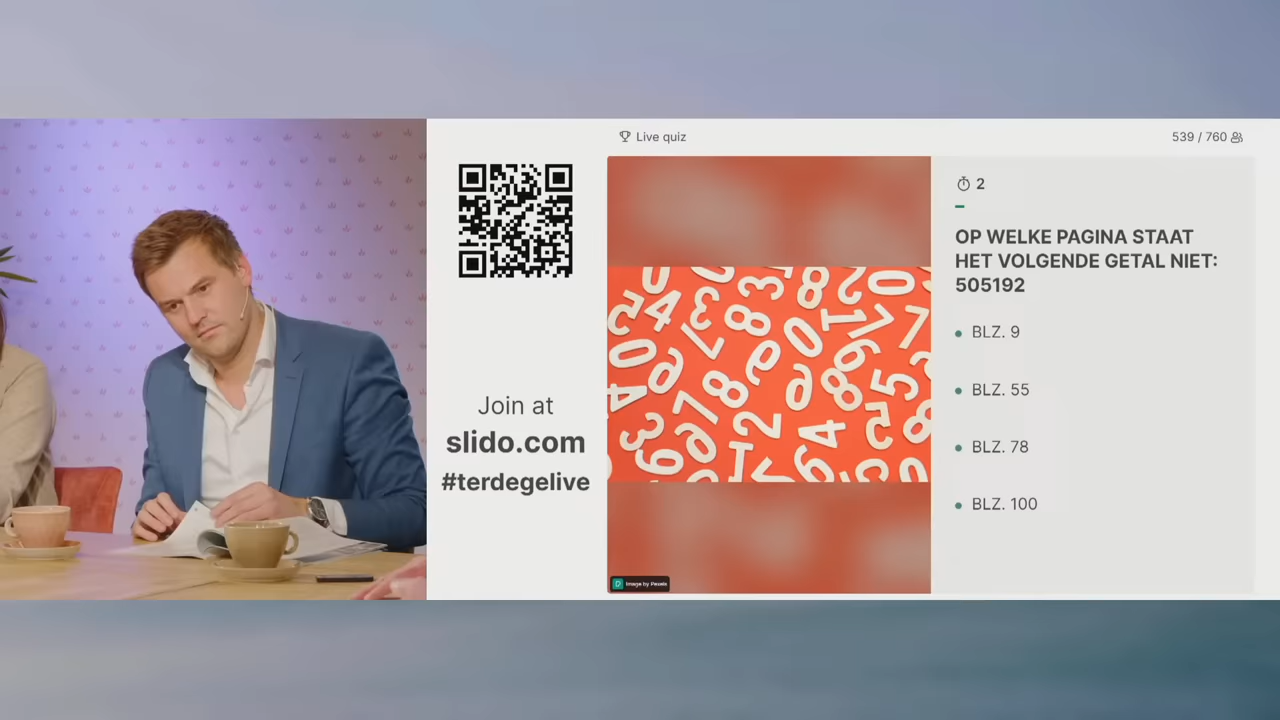 Live quiz
539 / 760
Join at
slido.com
#terdegelive
2
OP WELKE PAGINA STAAT
HET VOLGENDE GETAL NIET:
505192
BLZ. 9
BLZ. 55
BLZ. 78
BLZ. 100
Image by Pexels